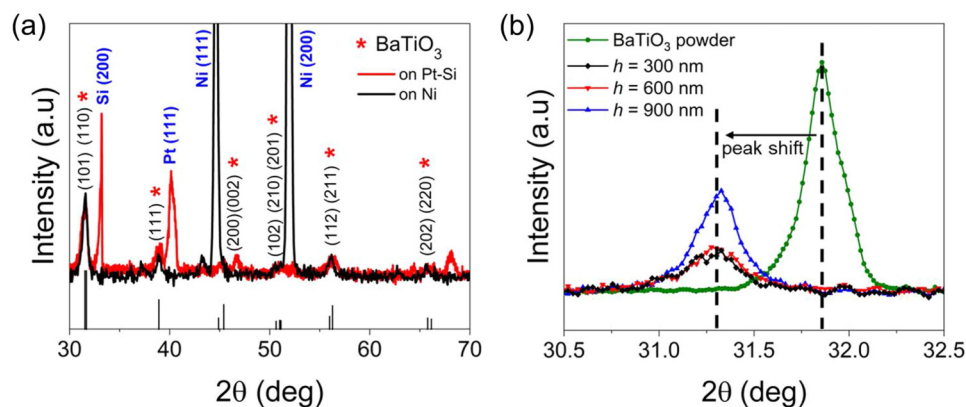 (a)
Intensity (a.u)
* Si (200)
(101) (110)
(111) *
Pt (111)
Ni (111)
(200)(002) *
(102) (210) (201) *
Ni (200)
(112) (211) *
(202) (220) *
* BaTiO3
on Pt-Si
on Ni
30 40 50 60 70
2θ (deg)
(b)
Intensity (a.u)
BaTiO3 powder
h = 300 nm
h = 600 nm
h = 900 nm
peak shift
30.5 31.0 31.5 32.0 32.5
2θ (deg)